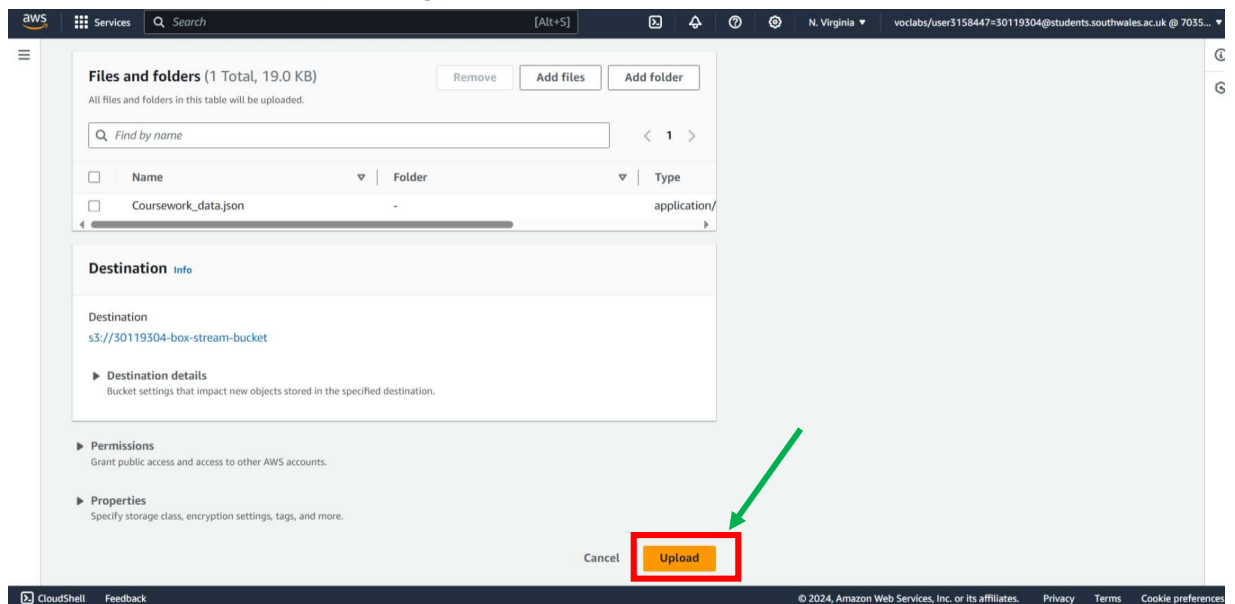 aws Services Search [Alt+S] N. Virginia ▼ voclabs/user3158447=30119304@students.southwales.ac.uk @ 7035... ▼
Files and folders (1 Total, 19.0 KB) Remove Add files Add folder
All files and folders in this table will be uploaded.
Find by name 1
Name Folder Type
Coursework_data.json - application/
Destination Info
Destination
s3://30119304-box-stream-bucket
Destination details
Bucket settings that impact new objects stored in the specified destination.
Permissions
Grant public access and access to other AWS accounts.
Properties
Specify storage class, encryption settings, tags, and more.
Cancel Upload
CloudShell Feedback © 2024, Amazon Web Services, Inc. or its affiliates. Privacy Terms Cookie preferences